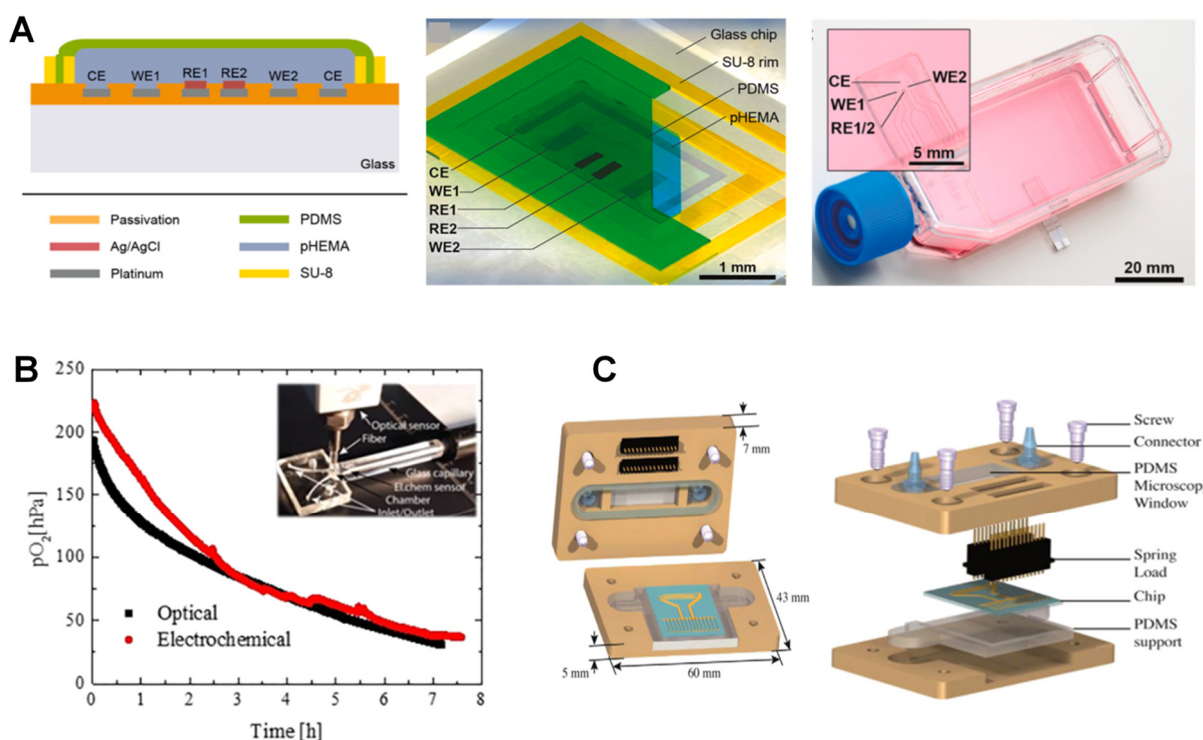 A
CE
WE1
RE1
RE2
WE2
CE
Glass
Passivation
Ag/AgCl
Platinum
PDMS
pHEMA
SU-8
Glass chip
SU-8 rim
PDMS
pHEMA
CE
WE1
RE1
RE2
WE2
1 mm
CE
WE1
RE1/2
WE2
5 mm
20 mm
B
250
200
150
100
50
0
pO2[hPa]
Optical sensor
Fiber
Glass capillary
El.chem sensor
Chamber
Inlet/Outlet
Optical
Electrochemical
0 1 2 3 4 5 6 7 8
Time [h]
C
7 mm
43 mm
5 mm
60 mm
Screw
Connector
PDMS
Microscop
Window
Spring
Load
Chip
PDMS
support